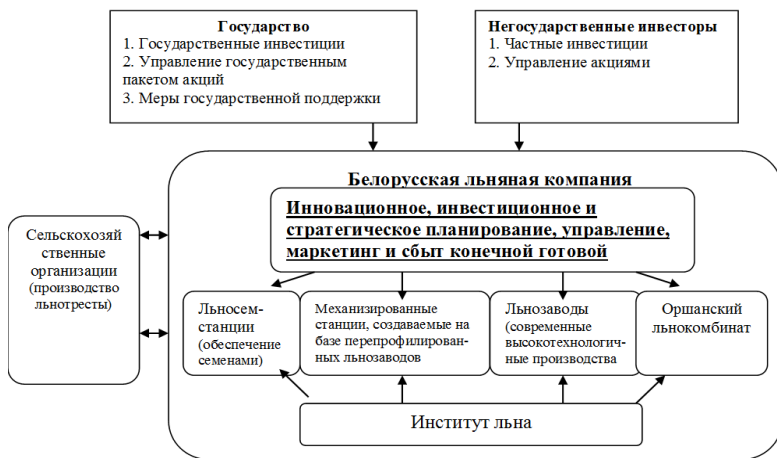 Государство
1. Государственные инвестиции
2. Управление государственным
пакетом акций
3. Меры государственной поддержки
Негосударственные инвесторы
1. Частные инвестиции
2. Управление акциями
Белорусская льняная компания
Инновационное, инвестиционное и
стратегическое планирование, управление,
маркетинг и сбыт конечной готовой
Сельскохозяй
ственные
организации
(производство
льнотресты)
Льносем-
станции
(обеспечение
семенами)
Механизированные
станции, создаваемые на
базе перепрофилирован-
ных льнозаводов
Льнозаводы
(современные
высокотехнологич-
ные производства
Оршанский
льнокомбинат
Институт льна